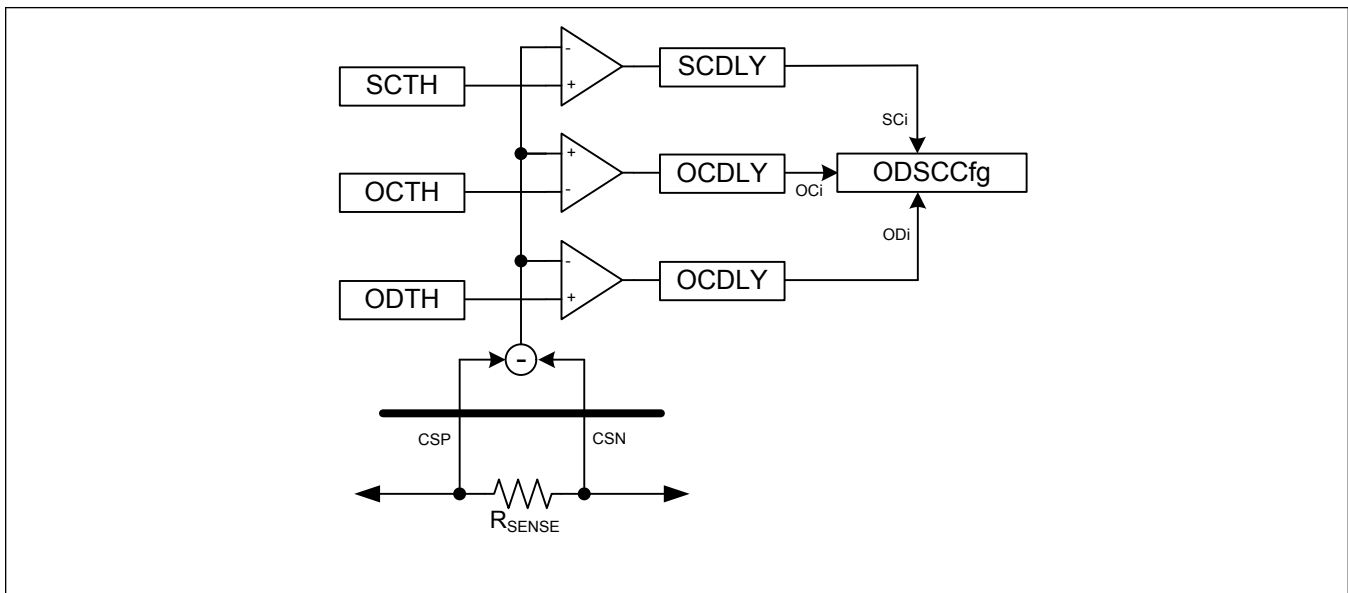 -
SCTH
+
SCDLY
SCi
+
OCTH
-
OCDLY
OCi
ODSCCfg
ODi
-
ODTH
+
OCDLY
-
CSP
CSN
RSENSE